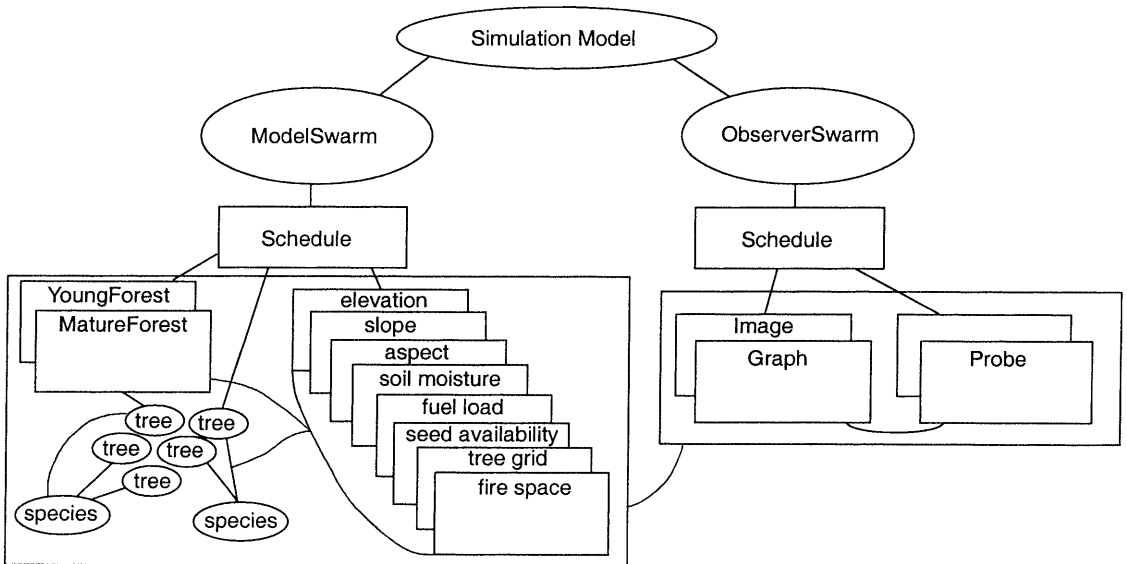 Simulation Model
ModelSwarm
ObserverSwarm
Schedule
Schedule
YoungForest
MatureForest
elevation
slope
aspect
soil moisture
fuel load
seed availability
tree grid
fire space
tree
tree
tree
tree
tree
species
species
Image
Graph
Probe